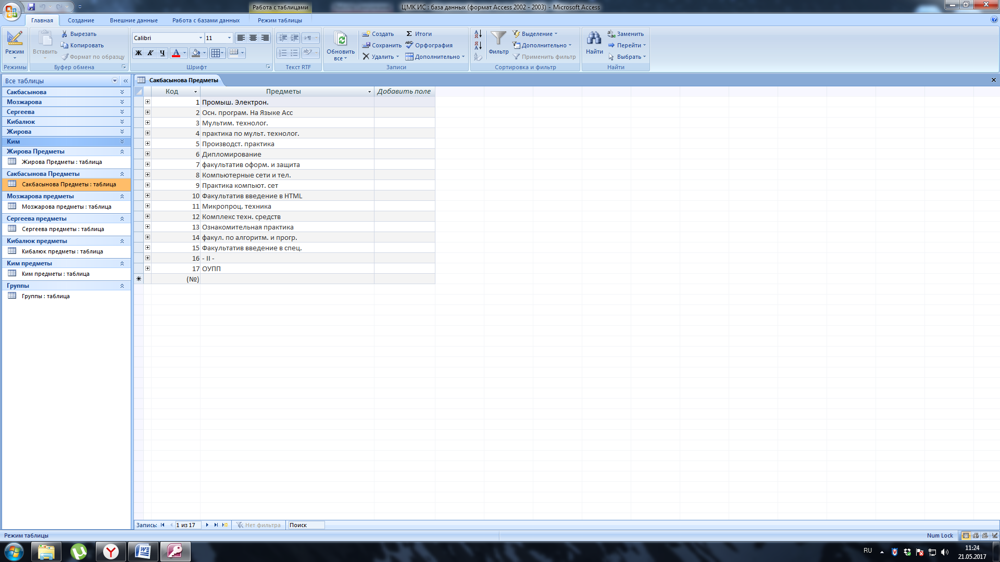 Работа с таблицами
ЦМК ИС : база данных (формат Access 2002 - 2003) - Microsoft Access
Главная Создание Внешние данные Работа с базами данных Режим таблицы
Режим
Режимы
Вставить
Вырезать
Копировать
Формат по образцу
Буфер обмена
Calibri 11
Ж К Ч А
Шрифт
Текст RTF
Обновить все
Создать
Сохранить
Удалить
Итоги
Орфография
Дополнительно
Записи
Фильтр
Выделение
Дополнительно
Применить фильтр
Сортировка и фильтр
Найти
Заменить
Перейти
Выбрать
Найти
Все таблицы
Сакбасынова
Мозжарова
Сергеева
Кибалюк
Жирова
Ким
Жирова Предметы
Жирова Предметы : таблица
Сакбасынова Предметы
Сакбасынова Предметы : таблица
Мозжарова предметы
Мозжарова предметы : таблица
Сергеева предметы
Сергеева предметы : таблица
Кибалюк предметы
Кибалюк предметы : таблица
Ким предметы
Ким предметы : таблица
Группы
Группы : таблица
Сакбасынова Предметы
Код Предметы Добавить поле
1 Промыш. Электрон.
2 Осн. програм. На Языке Асс
3 Мультим. технолог.
4 практика по мульт. технолог.
5 Производст. практика
6 Дипломирование
7 факультатив оформ. и защита
8 Компьютерные сети и тел.
9 Практика компьют. сет
10 Факультатив введение в HTML
11 Микропроц. техника
12 Комплекс техн. средств
13 Ознакомительная практика
14 факул. по алгоритм. и прогр.
15 Факультатив введение в спец.
16 - II -
17 ОУПП
(№)
Запись: 1 из 17 Нет фильтра Поиск
Режим таблицы Num Lock
RU 11:24
21.05.2017